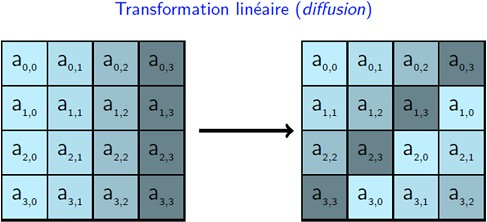 Transformation linéaire (diffusion)
a0,0 a0,1 a0,2 a0,3 a0,0 a0,1 a0,2 a0,3
a1,0 a1,1 a1,2 a1,3 a1,1 a1,2 a1,3 a1,0
a2,0 a2,1 a2,2 a2,3 a2,2 a2,3 a2,0 a2,1
a3,0 a3,1 a3,2 a3,3 a3,3 a3,0 a3,1 a3,2